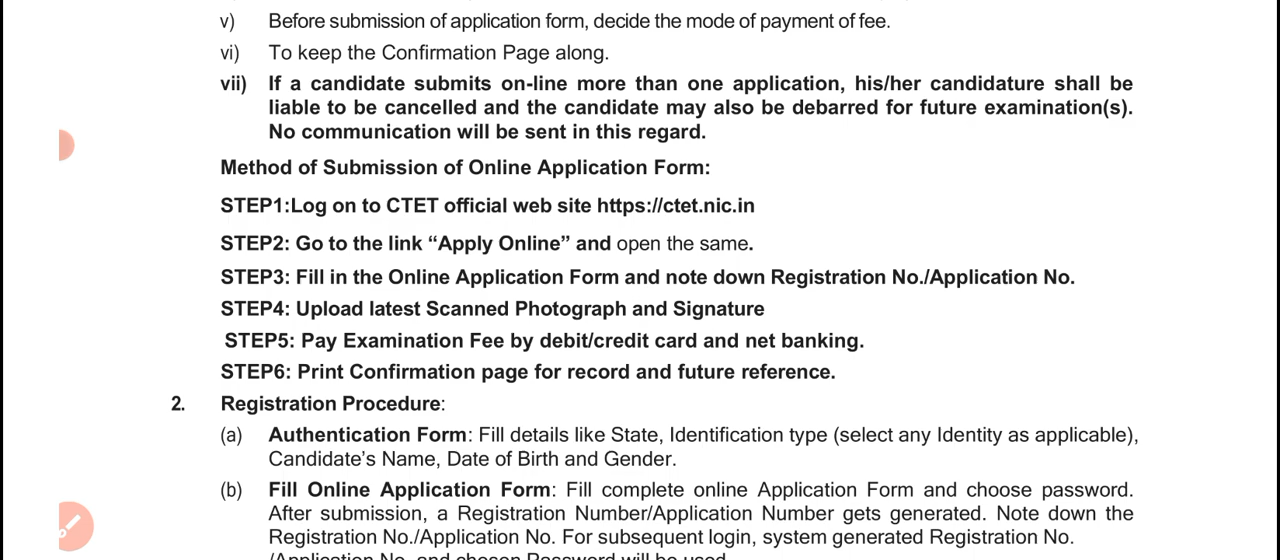 v) Before submission of application form, decide the mode of payment of fee.
vi) To keep the Confirmation Page along.
vii) If a candidate submits on-line more than one application, his/her candidature shall be
liable to be cancelled and the candidate may also be debarred for future examination(s).
No communication will be sent in this regard.
Method of Submission of Online Application Form:
STEP1:Log on to CTET official web site https://ctet.nic.in
STEP2: Go to the link “Apply Online” and open the same.
STEP3: Fill in the Online Application Form and note down Registration No./Application No.
STEP4: Upload latest Scanned Photograph and Signature
STEP5: Pay Examination Fee by debit/credit card and net banking.
STEP6: Print Confirmation page for record and future reference.
2. Registration Procedure:
(a) Authentication Form: Fill details like State, Identification type (select any Identity as applicable),
Candidate’s Name, Date of Birth and Gender.
(b) Fill Online Application Form: Fill complete online Application Form and choose password.
After submission, a Registration Number/Application Number gets generated. Note down the
Registration No./Application No. For subsequent login, system generated Registration No.
/Application No. and chosen Password will be used.